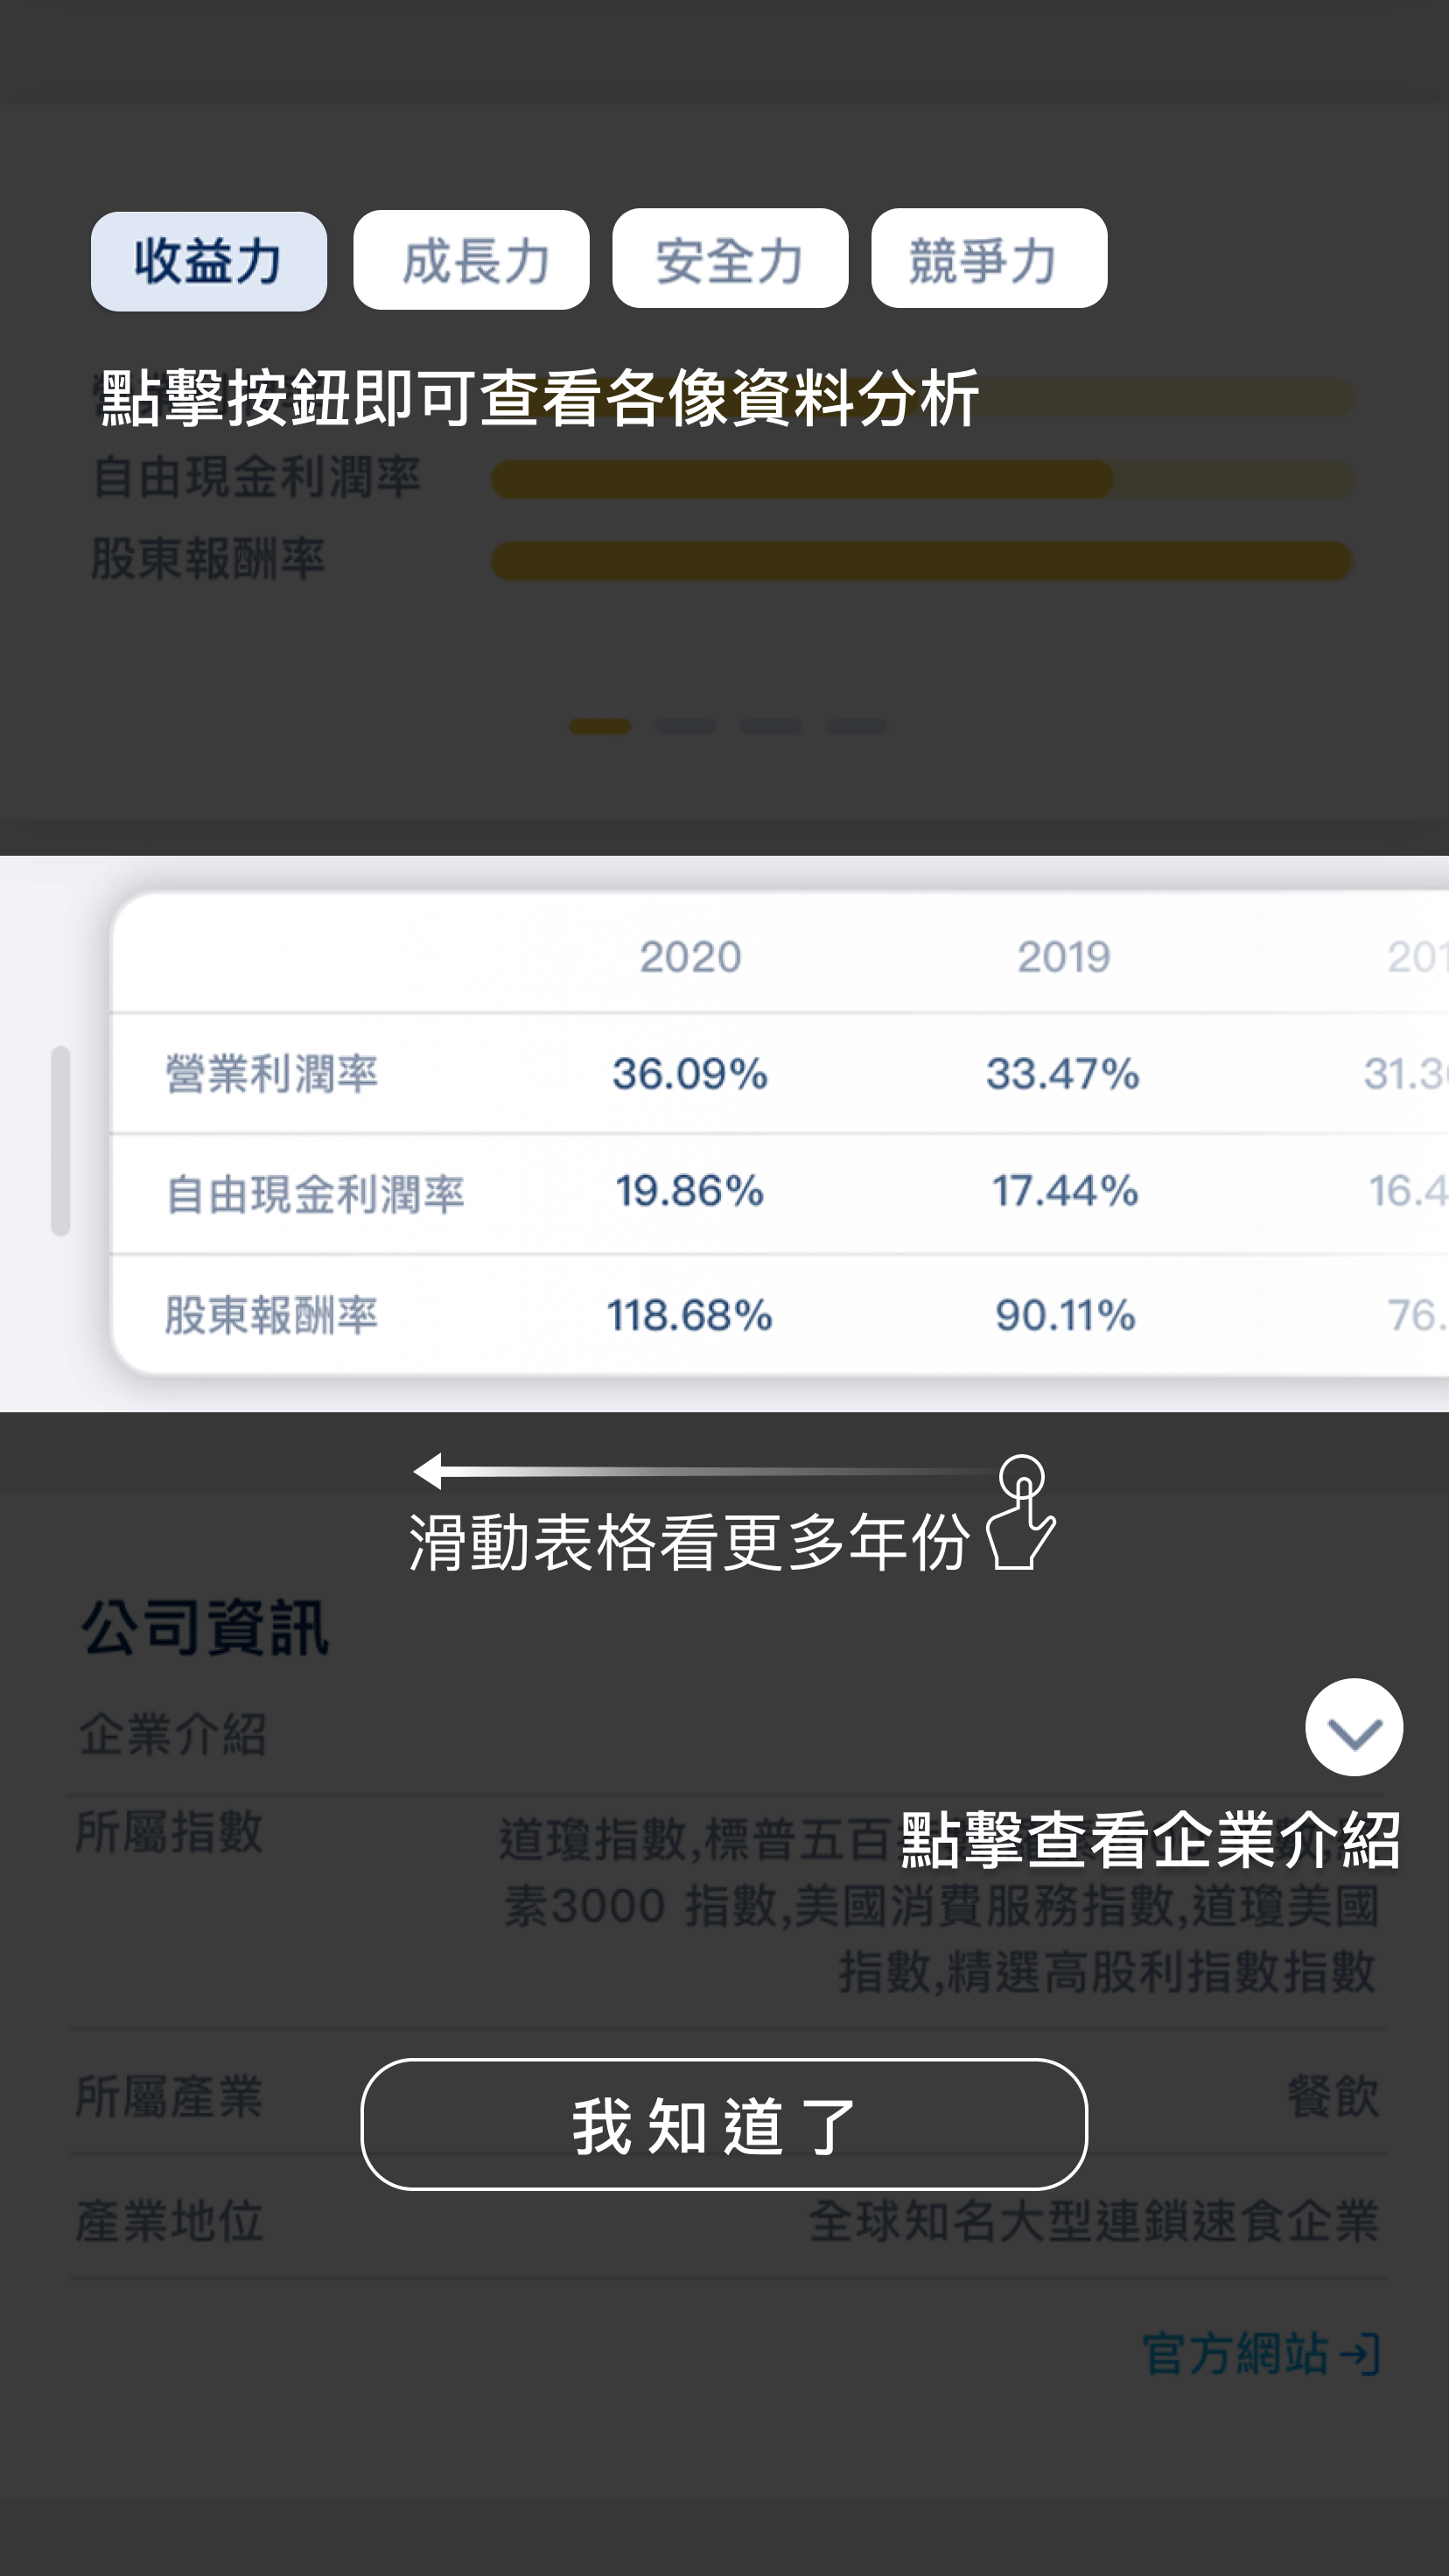 收益力 成長力 安全力 競爭力
點擊按鈕即可查看各像資料分析
自由現金利潤率
股東報酬率
2020 2019
營業利潤率 36.09% 33.47%
自由現金利潤率 19.86% 17.44%
股東報酬率 118.68% 90.11%
滑動表格看更多年份
公司資訊
企業介紹
點擊查看企業介紹
所屬指數 道瓊指數,標普五百
素3000 指數,美國消費服務指數,道瓊美國
指數,精選高股利指數指數
我知道了
所屬產業 餐飲
產業地位 全球知名大型連鎖速食企業
官方網站